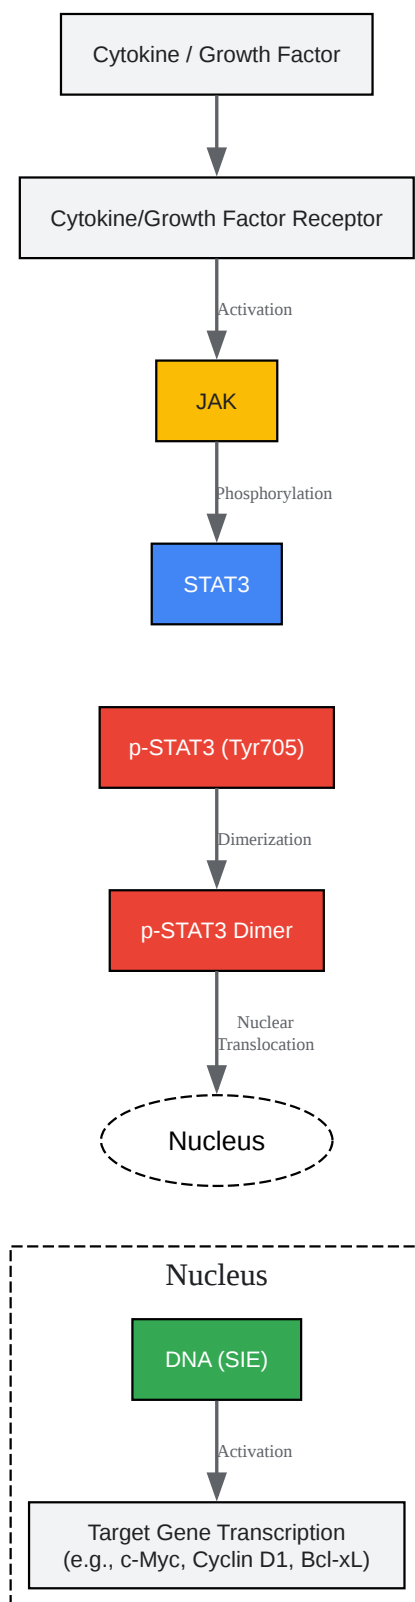 Cytokine / Growth Factor
Cytokine/Growth Factor Receptor
Activation
JAK
Phosphorylation
STAT3
p-STAT3 (Tyr705)
Dimerization
p-STAT3 Dimer
Nuclear
Translocation
Nucleus
Nucleus
DNA (SIE)
Activation
Target Gene Transcription
(e.g., c-Myc, Cyclin D1, Bcl-xL)